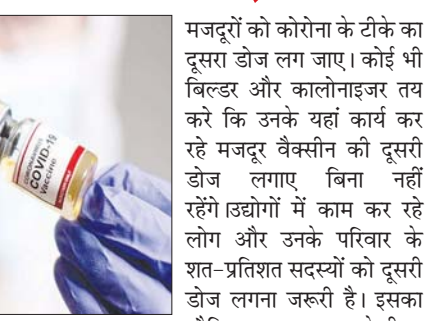 CORONAVIRUS
COVID-19
Vaccine
मजदूरों को कोरोना के टीके का
दूसरा डोज लग जाए। कोई भी
बिल्डर और कालोनाइजर तय
करे कि उनके यहां कार्य कर
रहे मजदूर वैक्सीन की दूसरी
डोज लगाए बिना नहीं
रहेंगे।उद्योगों में काम कर रहे
लोग और उनके परिवार के
शत-प्रतिशत सदस्यों को दूसरी
डोज लगना जरूरी है। इसका